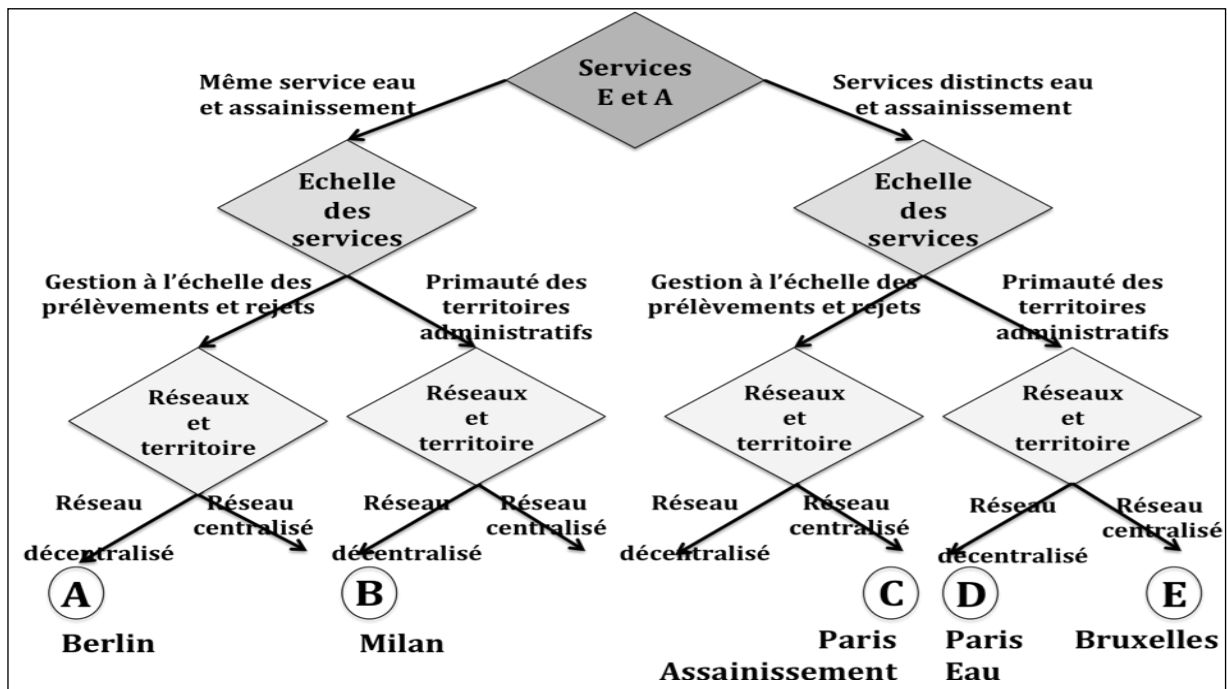 Services
E et A
Même service eau
et assainissement
Services distincts eau
et assainissement
Echelle
des
services
Echelle
des
services
Gestion à l'échelle des
prélèvements et rejets
Primauté des
territoires
administratifs
Gestion à l'échelle des
prélèvements et rejets
Primauté des
territoires
administratifs
Réseaux
et
territoire
Réseaux
et
territoire
Réseaux
et
territoire
Réseaux
et
territoire
Réseau
décentralisé
Réseau
centralisé
Réseau
décentralisé
Réseau
centralisé
Réseau
décentralisé
Réseau
centralisé
Réseau
décentralisé
Réseau
centralisé
A
Berlin
B
Milan
C
Paris
Assainissement
D
Paris
Eau
E
Bruxelles